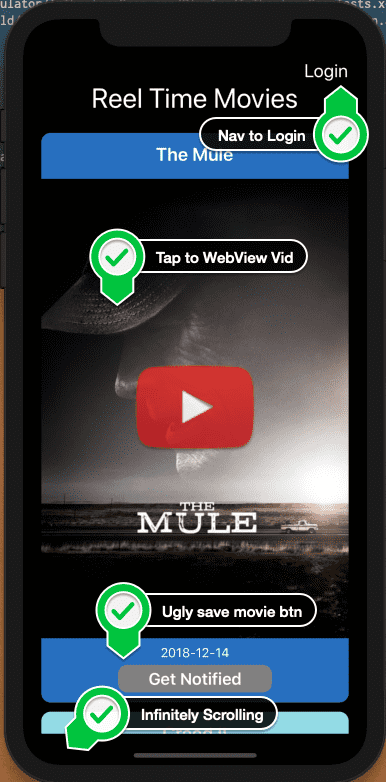 Login
Reel Time Movies
Nav to Login
The Mule
Tap to WebView Vid
THE
MULE
Ugly save movie btn
2018-12-14
Get Notified
Infinitely Scrolling